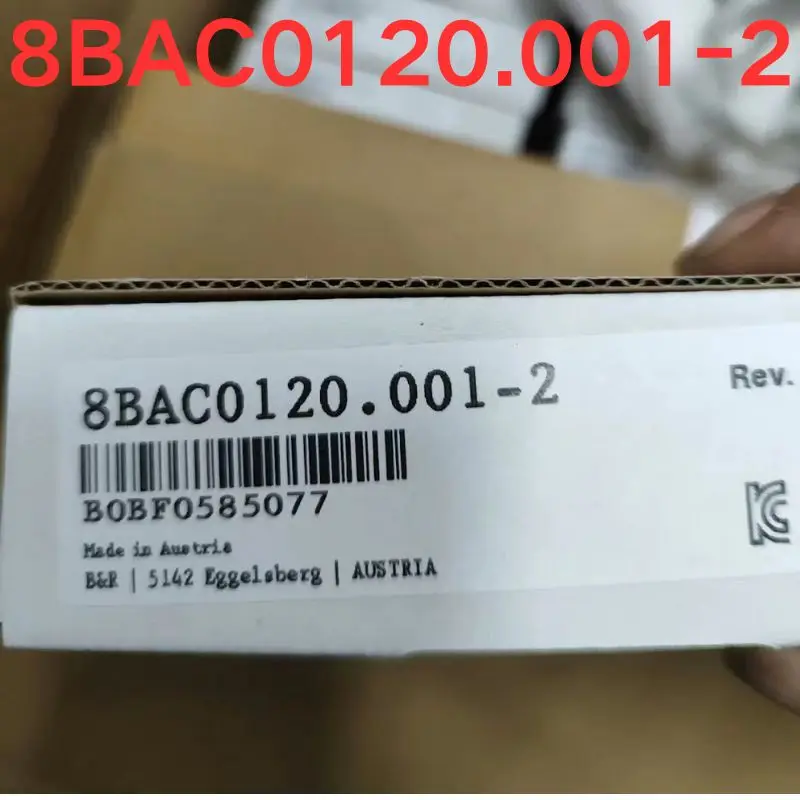 8BAC0120.001-2
8BAC0120.001-2
Rev.
B0BF0585077
Made in Austria
B&R | 5142 Eggelsberg | AUSTRIA